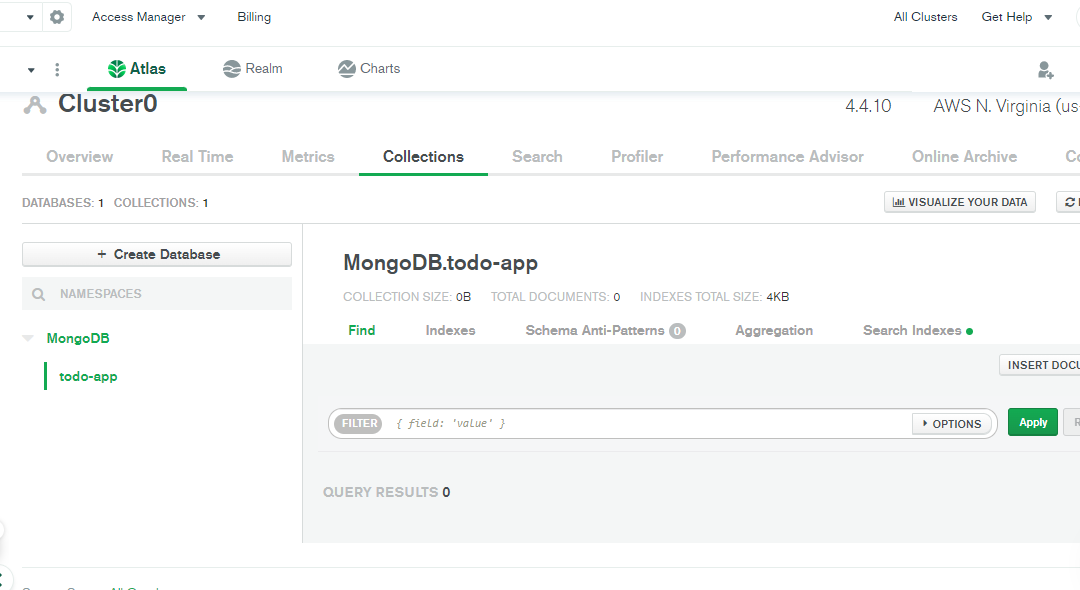 Access Manager Billing All Clusters Get Help
Atlas Realm Charts
Cluster0 4.4.10 AWS N. Virginia (us-
Overview Real Time Metrics Collections Search Profiler Performance Advisor Online Archive
DATABASES: 1 COLLECTIONS: 1 VISUALIZE YOUR DATA
+ Create Database
NAMESPACES
MongoDB
todo-app
MongoDB.todo-app
COLLECTION SIZE: 0B TOTAL DOCUMENTS: 0 INDEXES TOTAL SIZE: 4KB
Find Indexes Schema Anti-Patterns 0 Aggregation Search Indexes
INSERT DOCU
FILTER { field: 'value' } OPTIONS Apply
QUERY RESULTS 0